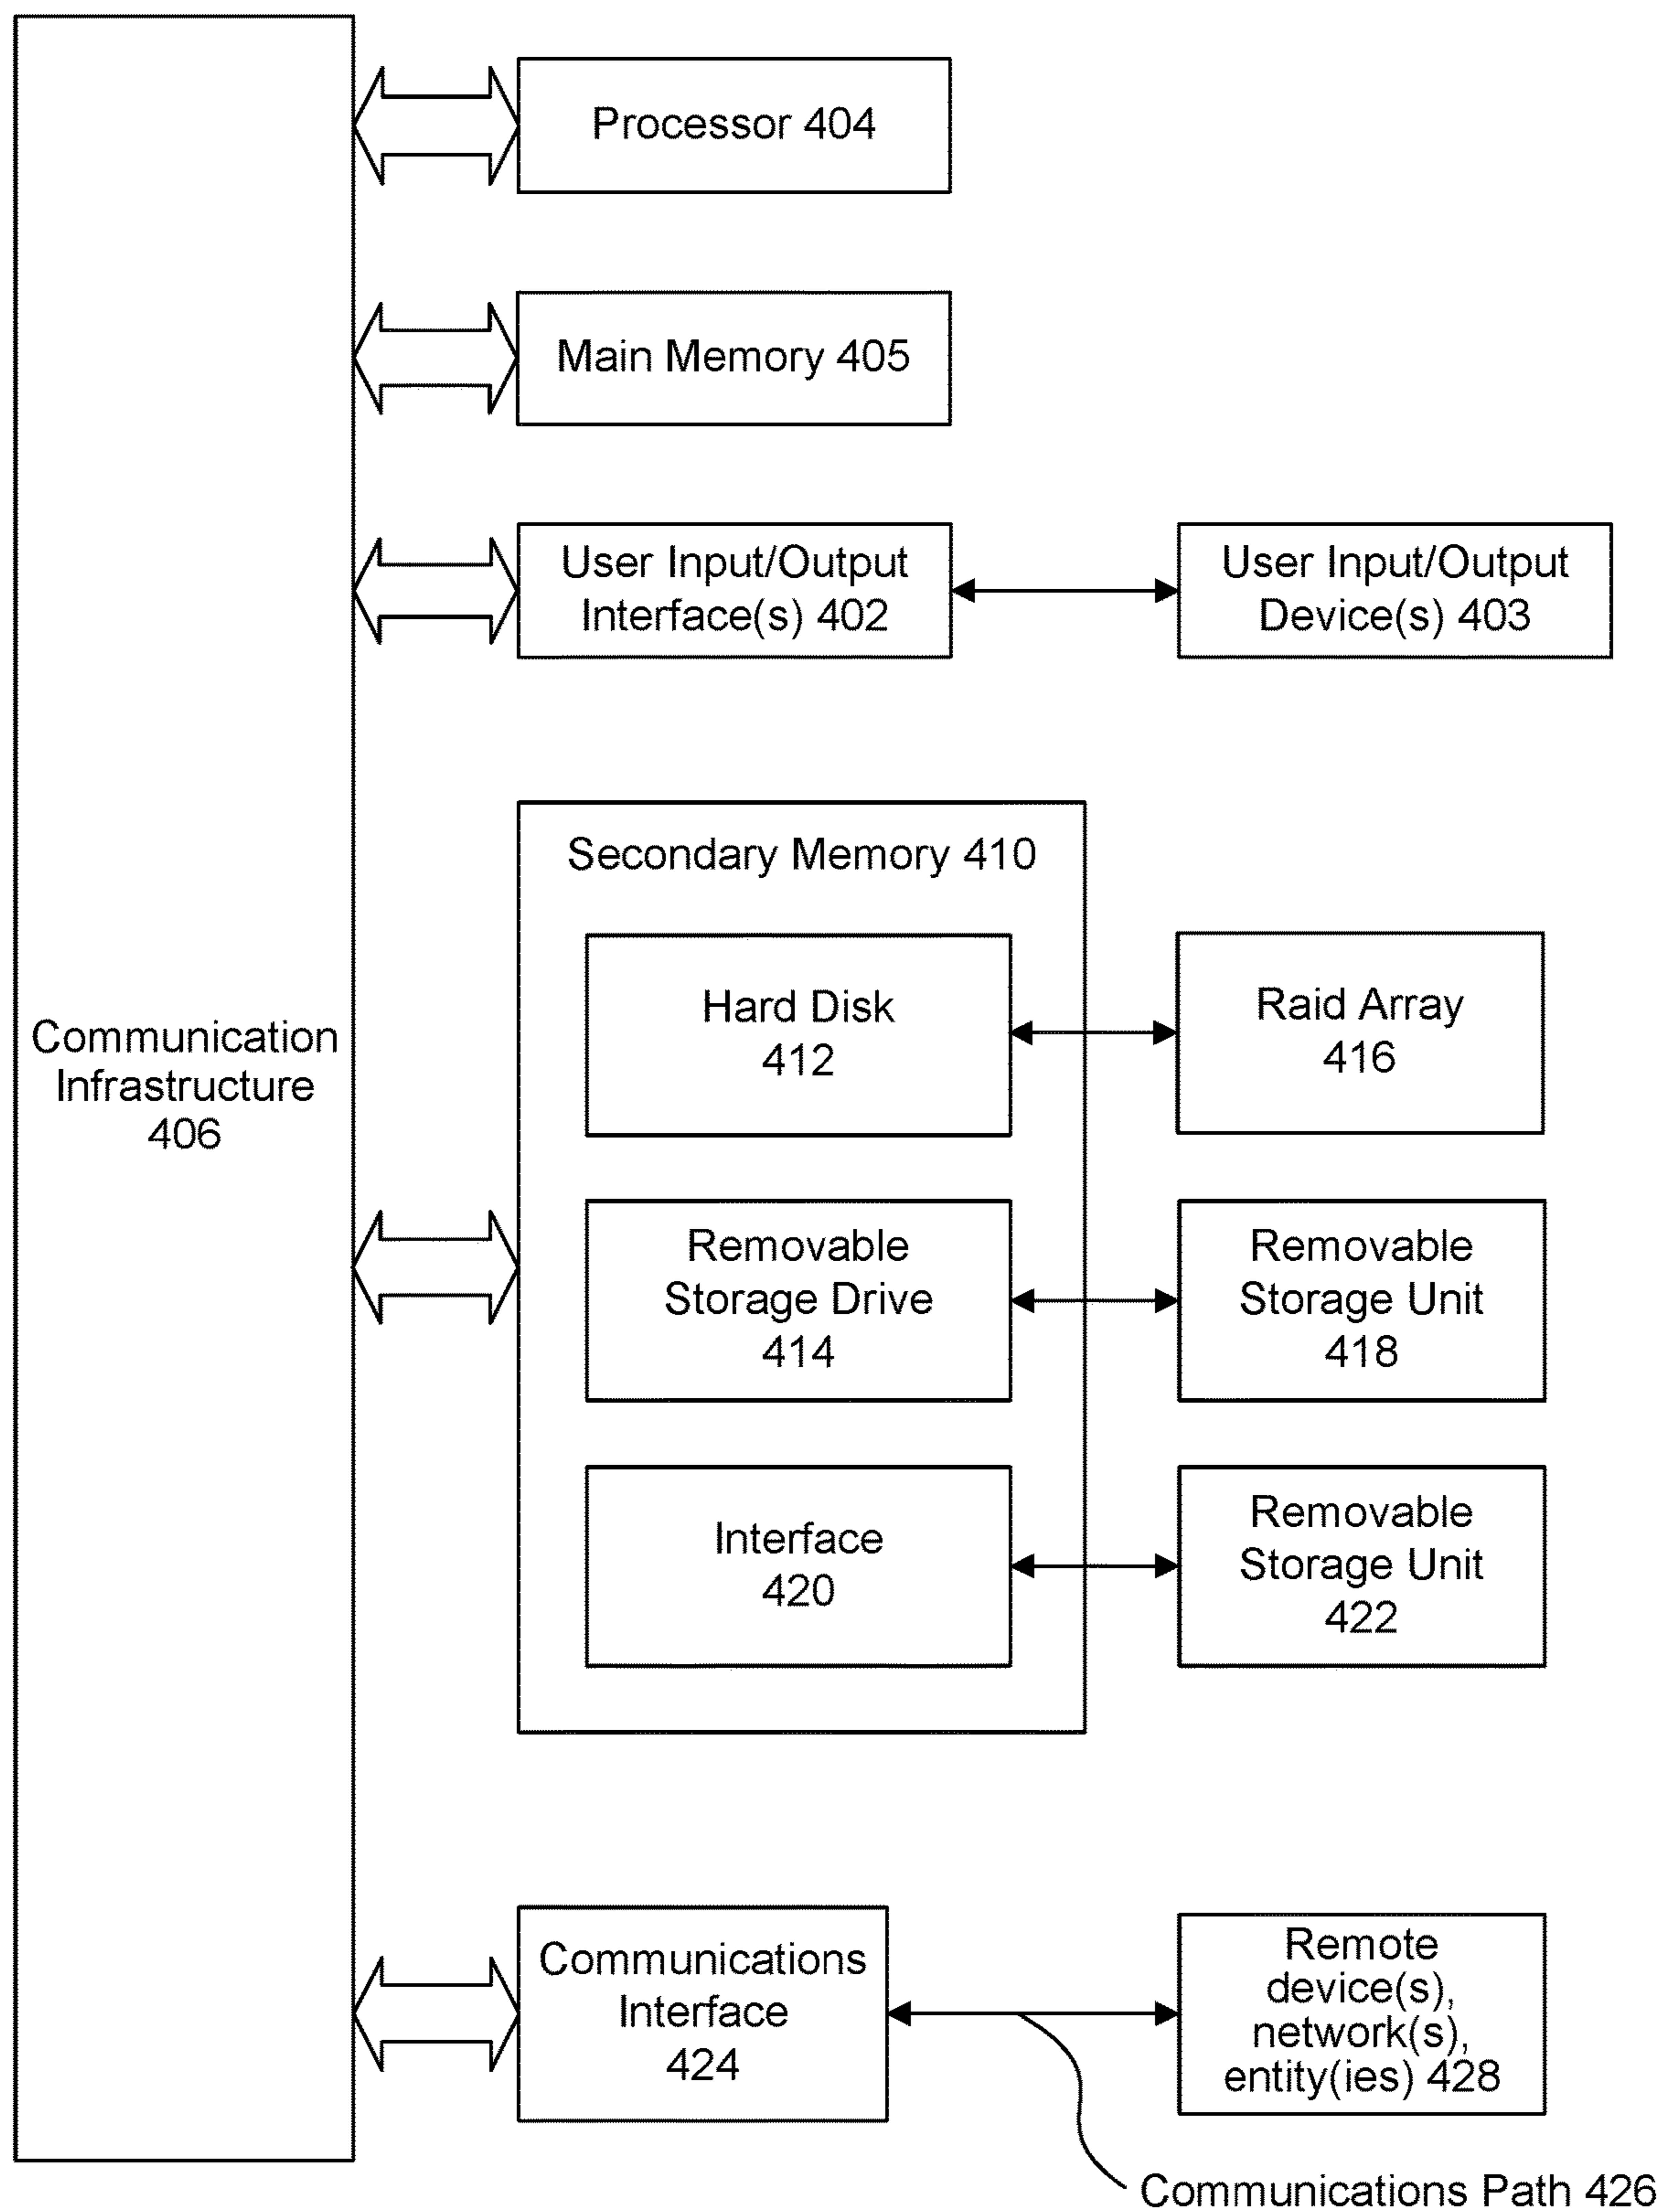 Processor 404
Main Memory 405
User Input/Output
Interface(s) 402
User Input/Output
Device(s) 403
Communication
Infrastructure
406
Secondary Memory 410
Hard Disk
412
Raid Array
416
Removable
Storage Drive
414
Removable
Storage Unit
418
Interface
420
Removable
Storage Unit
422
Communications
Interface
424
Remote
device(s),
network(s),
entity(ies) 428
Communications Path 426